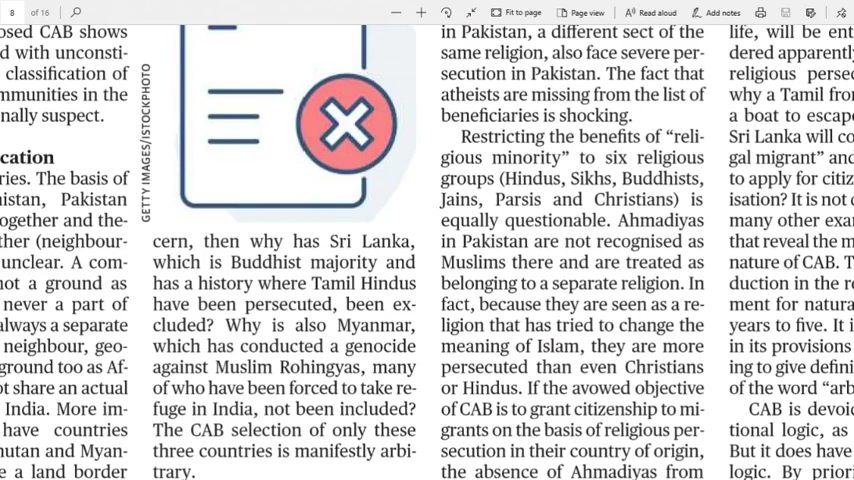 8 of 16 Fit to page Page view Read aloud Add notes
osed CAB shows
d with unconsti-
classification of
mmunities in the
nally suspect.
cation
ries. The basis of
nistan, Pakistan
ogether and the-
ther (neighbour-
unclear. A com-
not a ground as
never a part of
always a separate
neighbour, geo-
ground too as Af-
ot share an actual
India. More im-
have countries
hutan and Myan-
e a land border
GETTY IMAGES/ISTOCKPHOTO
cern, then why has Sri Lanka,
which is Buddhist majority and
has a history where Tamil Hindus
have been persecuted, been ex-
cluded? Why is also Myanmar,
which has conducted a genocide
against Muslim Rohingyas, many
of who have been forced to take re-
fuge in India, not been included?
The CAB selection of only these
three countries is manifestly arbi-
trary.
in Pakistan, a different sect of the
same religion, also face severe per-
secution in Pakistan. The fact that
atheists are missing from the list of
beneficiaries is shocking.
Restricting the benefits of “reli-
gious minority” to six religious
groups (Hindus, Sikhs, Buddhists,
Jains, Parsis and Christians) is
equally questionable. Ahmadiyas
in Pakistan are not recognised as
Muslims there and are treated as
belonging to a separate religion. In
fact, because they are seen as a re-
ligion that has tried to change the
meaning of Islam, they are more
persecuted than even Christians
or Hindus. If the avowed objective
of CAB is to grant citizenship to mi-
grants on the basis of religious per-
secution in their country of origin,
the absence of Ahmadiyas from
life, will be ent
dered apparently
religious persec
why a Tamil from
a boat to escape
Sri Lanka will co
gal migrant” and
to apply for citiz
isation? It is not c
many other exa
that reveal the m
nature of CAB. T
duction in the re
ment for natura
years to five. It i
in its provisions
ing to give defini
of the word “arb
CAB is devoid
tional logic, as
But it does have
logic. By priori